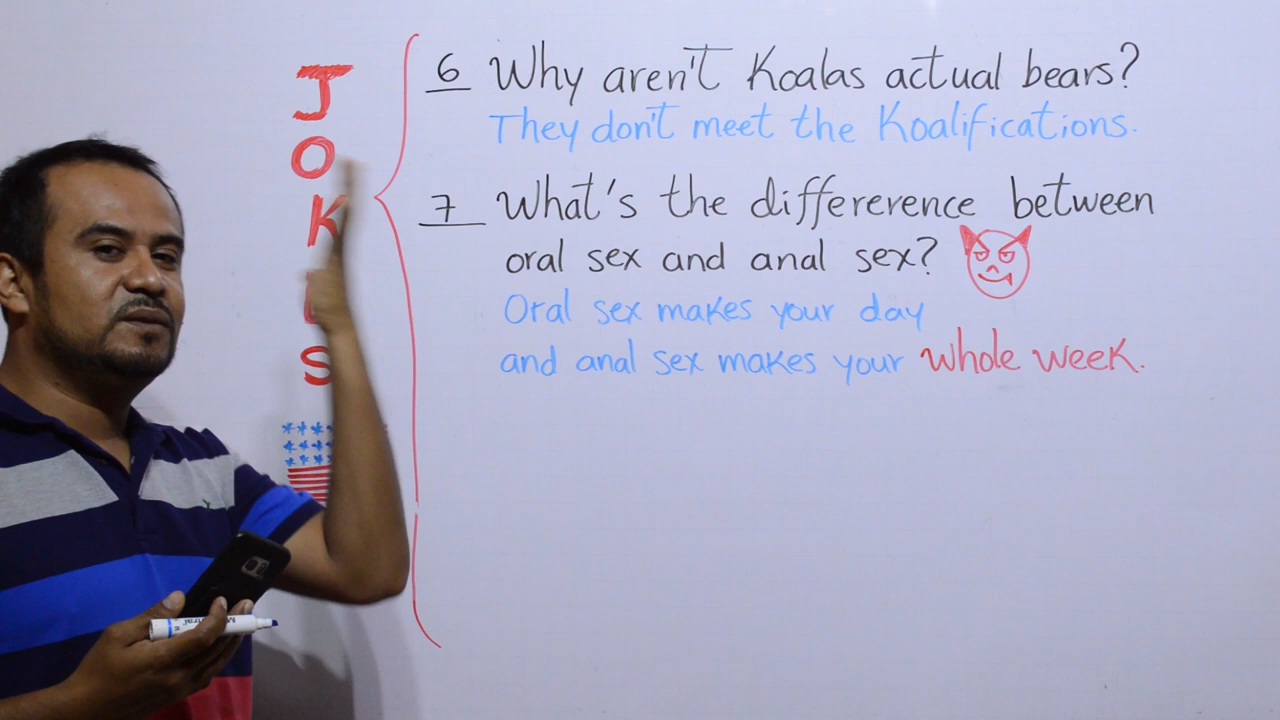 JOKES
6 Why aren't Koalas actual bears?
They don't meet the Koalifications.
7 What's the differerence between
oral sex and anal sex?
Oral sex makes your day
and anal sex makes your whole week.